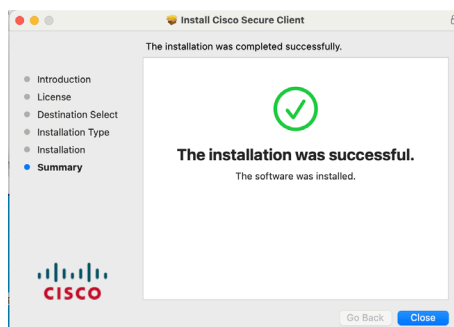 Install Cisco Secure Client
The installation was completed successfully.
Introduction
License
Destination Select
Installation Type
Installation
Summary
The installation was successful.
The software was installed.
CISCO
Go Back
Close